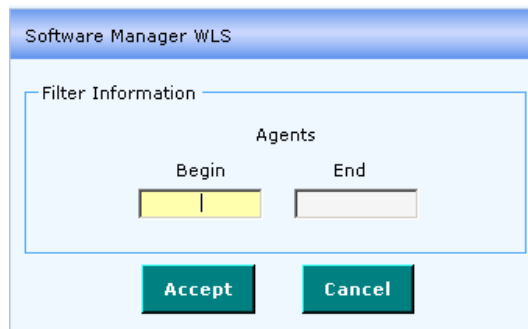 Software Manager WLS
Filter Information
Agents
Begin End
Accept Cancel